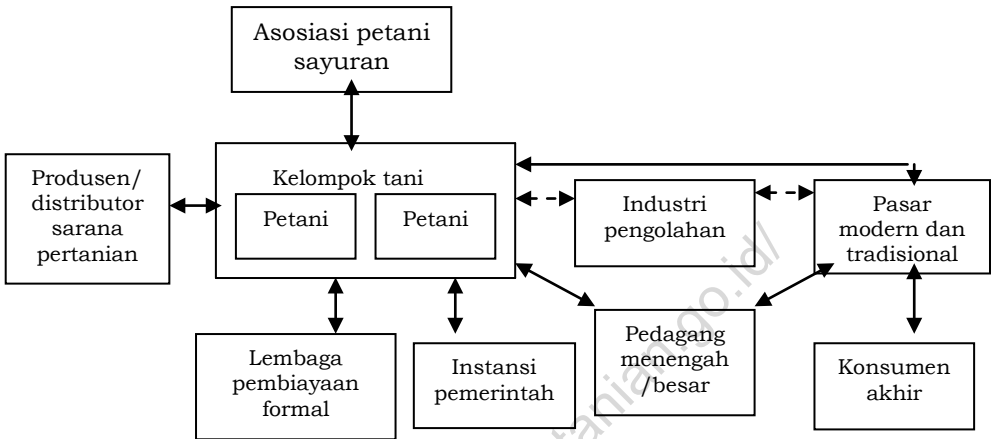 Asosiasi petani
sayuran
Produsen/
distributor
sarana
pertanian
Kelompok tani
Petani
Petani
Industri
pengolahan
Pasar
modern dan
tradisional
Lembaga
pembiayaan
formal
Instansi
pemerintah
Pedagang
menengah
/besar
Konsumen
akhir